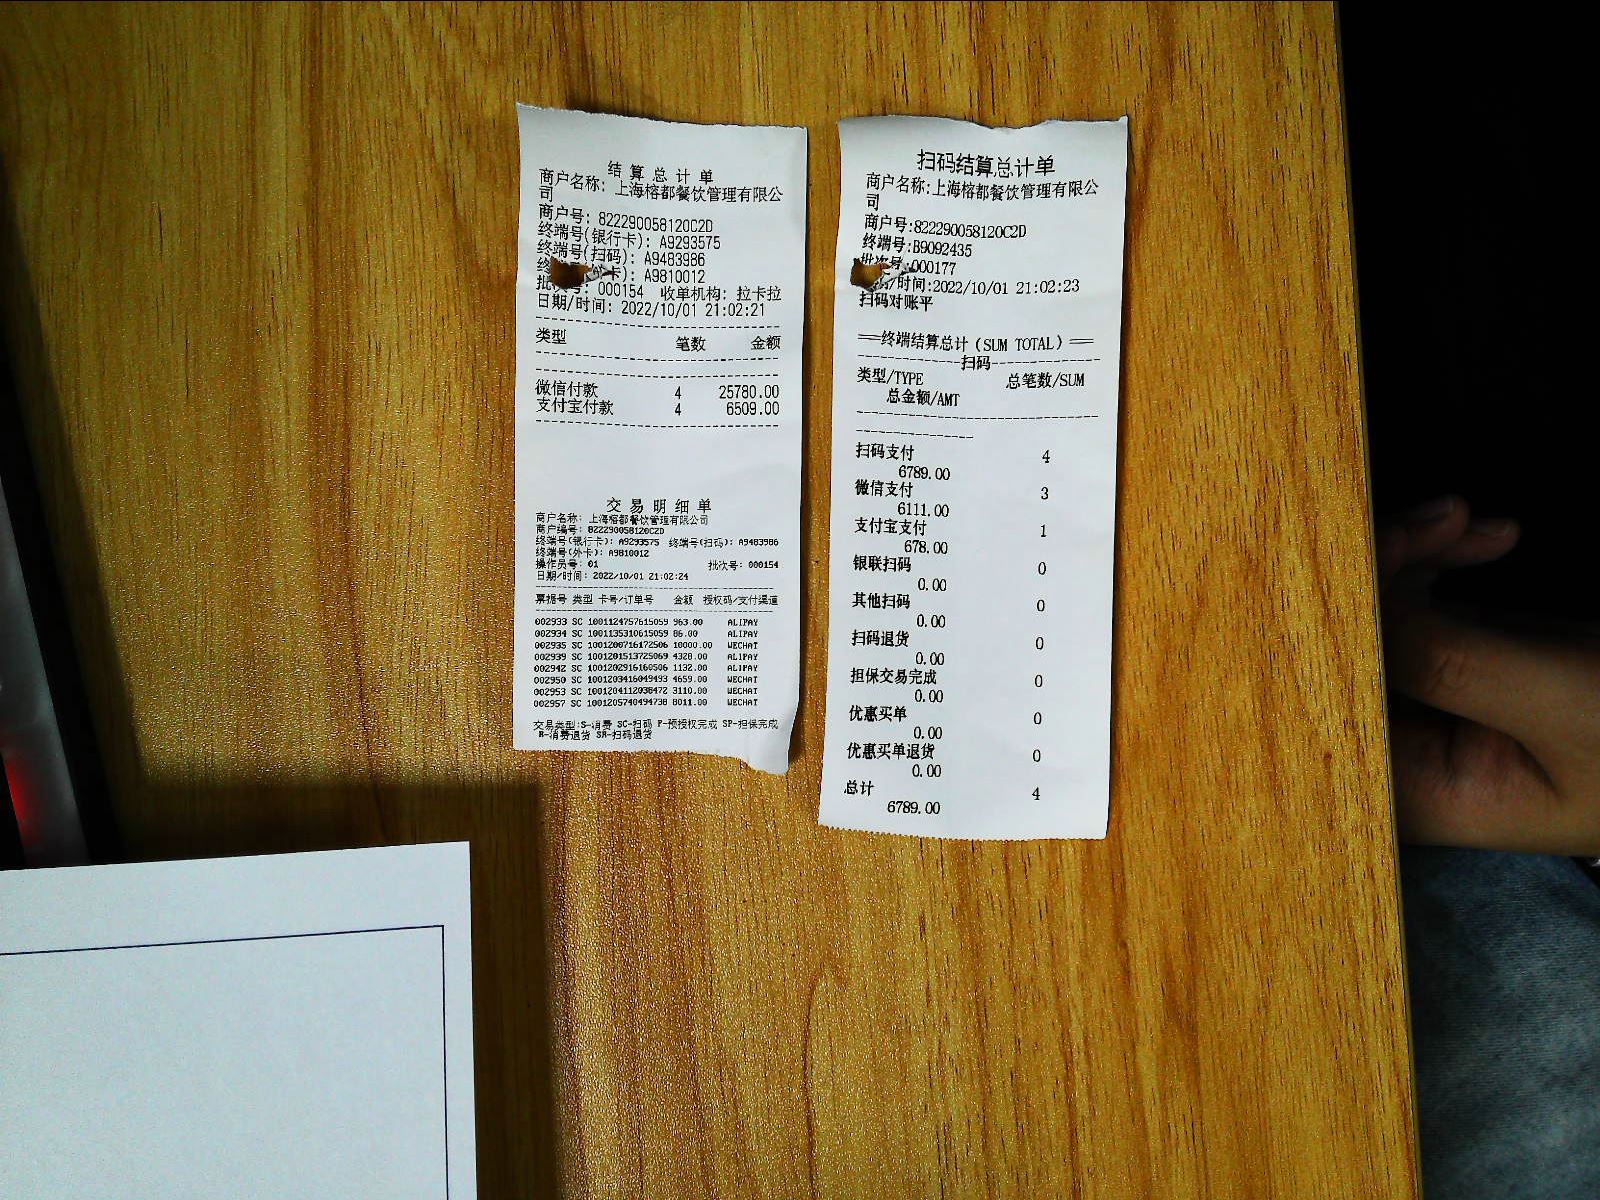 结 算 总 计 单
商户名称: 上海榕都餐饮管理有限公
司
商户号: 822290058120C2D
终端号(银行卡): A9293575
终端号(扫码): A9483986
终 卡): A9810012
批次号: 000154 收单机构: 拉卡拉
日期/时间: 2022/10/01 21:02:21
类型 笔数 金额
微信付款 4 25780.00
支付宝付款 4 6509.00
交 易 明 细 单
商户名称: 上海榕都餐饮管理有限公司
商户编号: 822290058120C2D
终端号(银行卡): A9293575 终端号(扫码): A9483986
终端号(外卡): A9810012
操作员号: 01 批次号: 000154
日期/时间: 2022/10/01 21:02:24
票据号 类型 卡号/订单号 金额 授权码/支付渠道
002933 SC 1001124757615059 963.00 ALIPAY
002934 SC 1001135310615059 86.00 ALIPAY
002935 SC 1001200716172506 10000.00 WECHAT
002939 SC 1001201513725069 4328.00 ALIPAY
002942 SC 1001202916160506 1132.00 ALIPAY
002950 SC 1001203416049493 4659.00 WECHAT
002953 SC 1001204112038472 3110.00 WECHAT
002957 SC 1001205740494738 8011.00 WECHAT
交易类型:S-消费 SC-扫码 P-预授权完成 SP-担保完成
R-消费退货 SR-扫码退货
扫码结算总计单
商户名称:上海榕都餐饮管理有限公
司
商户号:822290058120C2D
终端号:B9092435
批次号:000177
/时间:2022/10/01 21:02:23
扫码对账平
==终端结算总计(SUM TOTAL)==
扫码
类型/TYPE 总笔数/SUM
总金额/AMT
扫码支付 4
6789.00
微信支付 3
6111.00
支付宝支付 1
678.00
银联扫码 0
0.00
其他扫码 0
0.00
扫码退货 0
0.00
担保交易完成 0
0.00
优惠买单 0
0.00
优惠买单退货 0
0.00
总计 4
6789.00